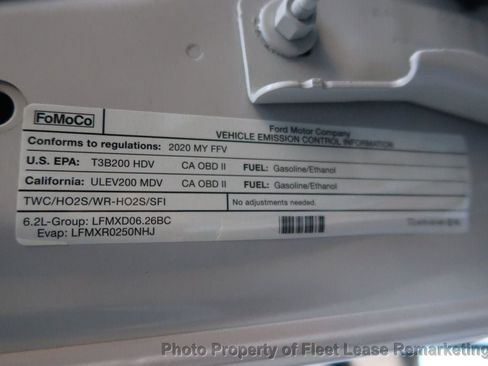 FoMoCo
Ford Motor Company
VEHICLE EMISSION CONTROL INFORMATION
Conforms to regulations: 2020 MY FFV
U.S. EPA: T3B200 HDV CA OBD II FUEL: Gasoline/Ethanol
California: ULEV200 MDV CA OBD II FUEL: Gasoline/Ethanol
TWC/HO2S/WR-HO2S/SFI No adjustments needed.
6.2L-Group: LFMXD06.26BC
Evap: LFMXR0250NHJ
Photo Property of Fleet Lease Remarketing